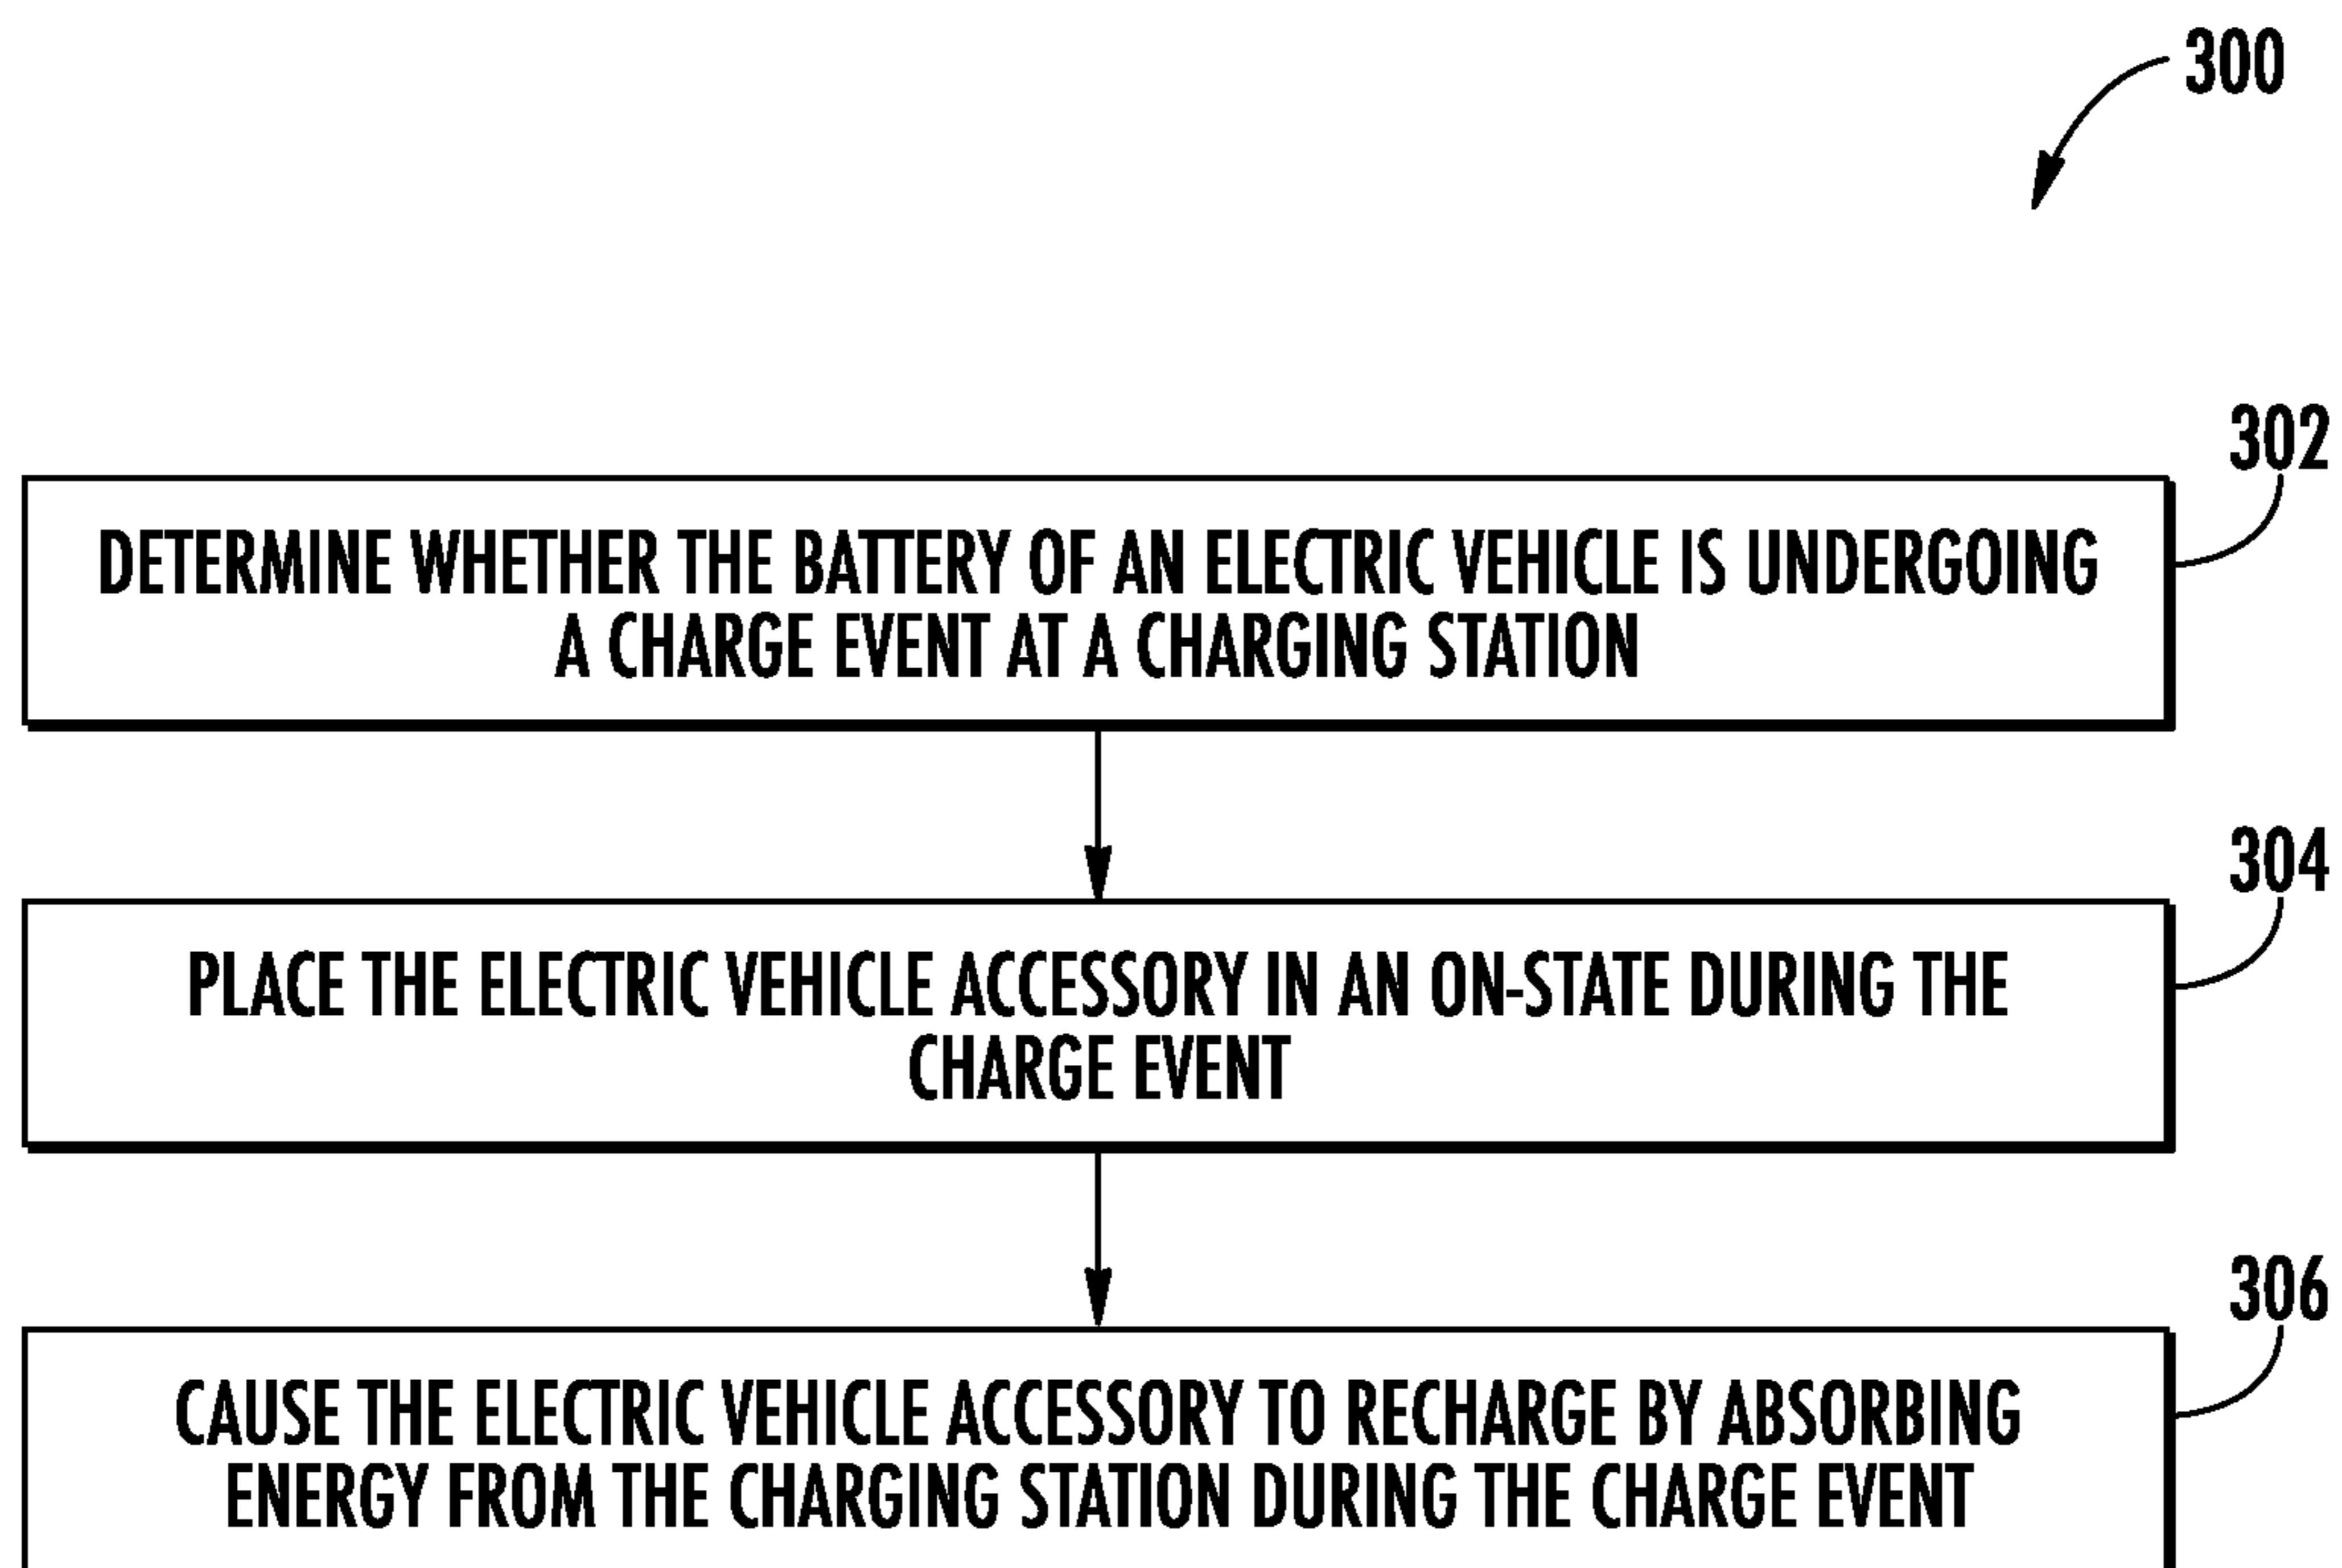 300
302
DETERMINE WHETHER THE BATTERY OF AN ELECTRIC VEHICLE IS UNDERGOING
A CHARGE EVENT AT A CHARGING STATION
304
PLACE THE ELECTRIC VEHICLE ACCESSORY IN AN ON-STATE DURING THE
CHARGE EVENT
306
CAUSE THE ELECTRIC VEHICLE ACCESSORY TO RECHARGE BY ABSORBING
ENERGY FROM THE CHARGING STATION DURING THE CHARGE EVENT